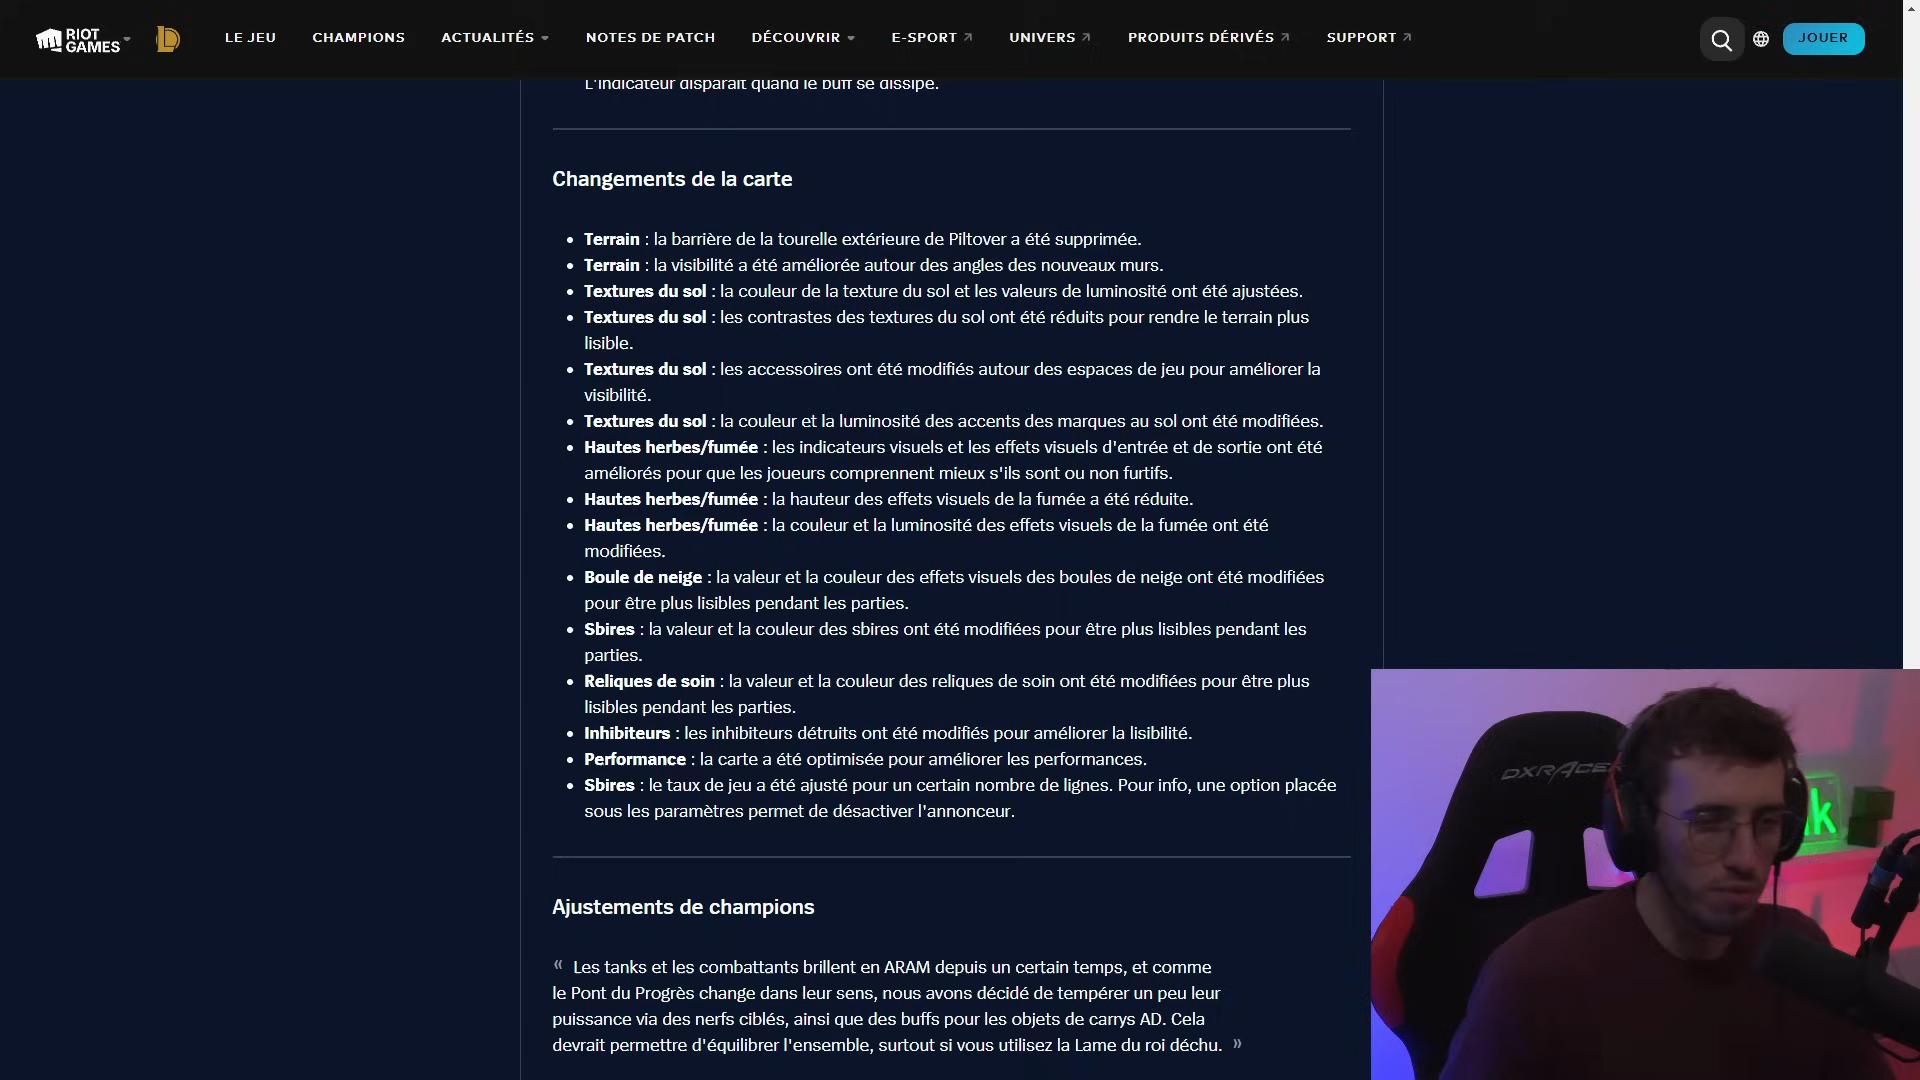 RIOT GAMES
LE JEU CHAMPIONS ACTUALITÉS NOTES DE PATCH DÉCOUVRIR E-SPORT UNIVERS PRODUITS DÉRIVÉS SUPPORT JOUER
L'indicateur disparaît quand le buff se dissipe.
Changements de la carte
• Terrain : la barrière de la tourelle extérieure de Piltover a été supprimée.
• Terrain : la visibilité a été améliorée autour des angles des nouveaux murs.
• Textures du sol : la couleur de la texture du sol et les valeurs de luminosité ont été ajustées.
• Textures du sol : les contrastes des textures du sol ont été réduits pour rendre le terrain plus
lisible.
• Textures du sol : les accessoires ont été modifiés autour des espaces de jeu pour améliorer la
visibilité.
• Textures du sol : la couleur et la luminosité des accents des marques au sol ont été modifiées.
• Hautes herbes/fumée : les indicateurs visuels et les effets visuels d'entrée et de sortie ont été
améliorés pour que les joueurs comprennent mieux s'ils sont ou non furtifs.
• Hautes herbes/fumée : la hauteur des effets visuels de la fumée a été réduite.
• Hautes herbes/fumée : la couleur et la luminosité des effets visuels de la fumée ont été
modifiées.
• Boule de neige : la valeur et la couleur des effets visuels des boules de neige ont été modifiées
pour être plus lisibles pendant les parties.
• Sbires : la valeur et la couleur des sbires ont été modifiées pour être plus lisibles pendant les
parties.
• Reliques de soin : la valeur et la couleur des reliques de soin ont été modifiées pour être plus
lisibles pendant les parties.
• Inhibiteurs : les inhibiteurs détruits ont été modifiés pour améliorer la lisibilité.
• Performance : la carte a été optimisée pour améliorer les performances.
• Sbires : le taux de jeu a été ajusté pour un certain nombre de lignes. Pour info, une option placée
sous les paramètres permet de désactiver l'annonceur.
Ajustements de champions
« Les tanks et les combattants brillent en ARAM depuis un certain temps, et comme
le Pont du Progrès change dans leur sens, nous avons décidé de tempérer un peu leur
puissance via des nerfs ciblés, ainsi que des buffs pour les objets de carrys AD. Cela
devrait permettre d'équilibrer l'ensemble, surtout si vous utilisez la Lame du roi déchu. »
DXRACER